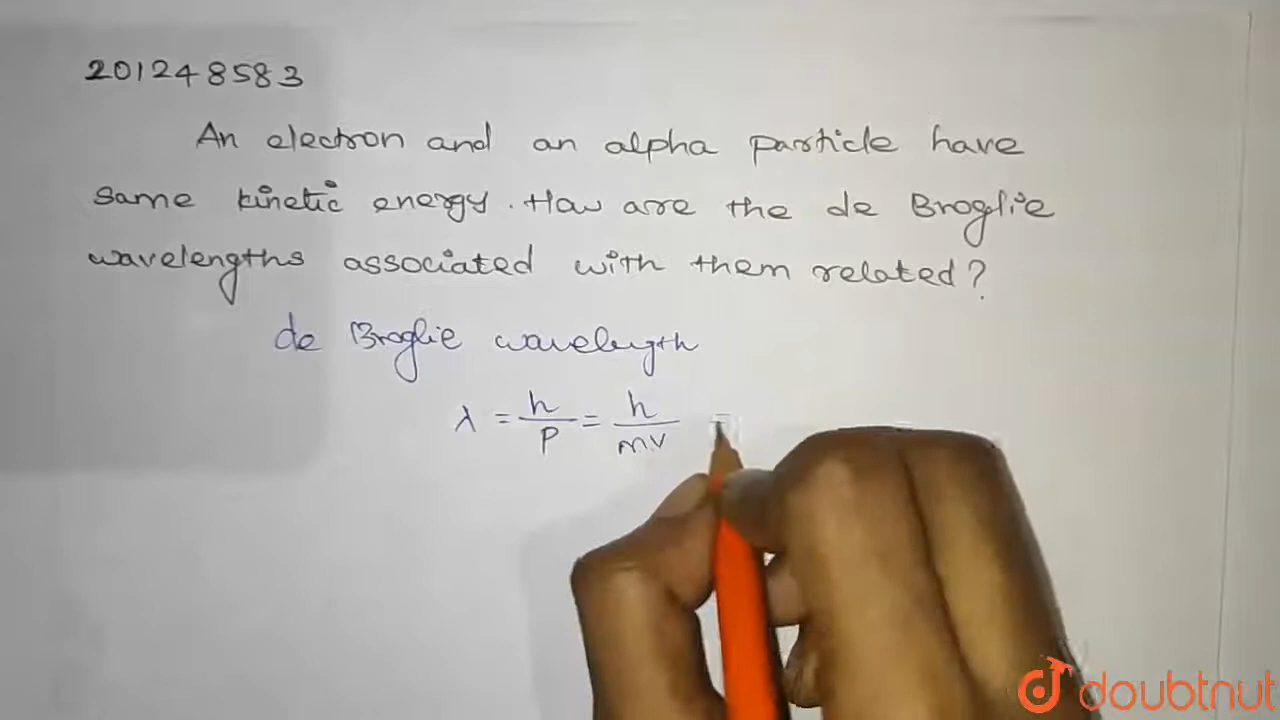 201248583
An electron and an alpha particle have
same kinetic energy. How are the de Broglie
wavelengths associated with them related?
de Broglie wavelength
λ = h/p = h/mv =
doubtnut